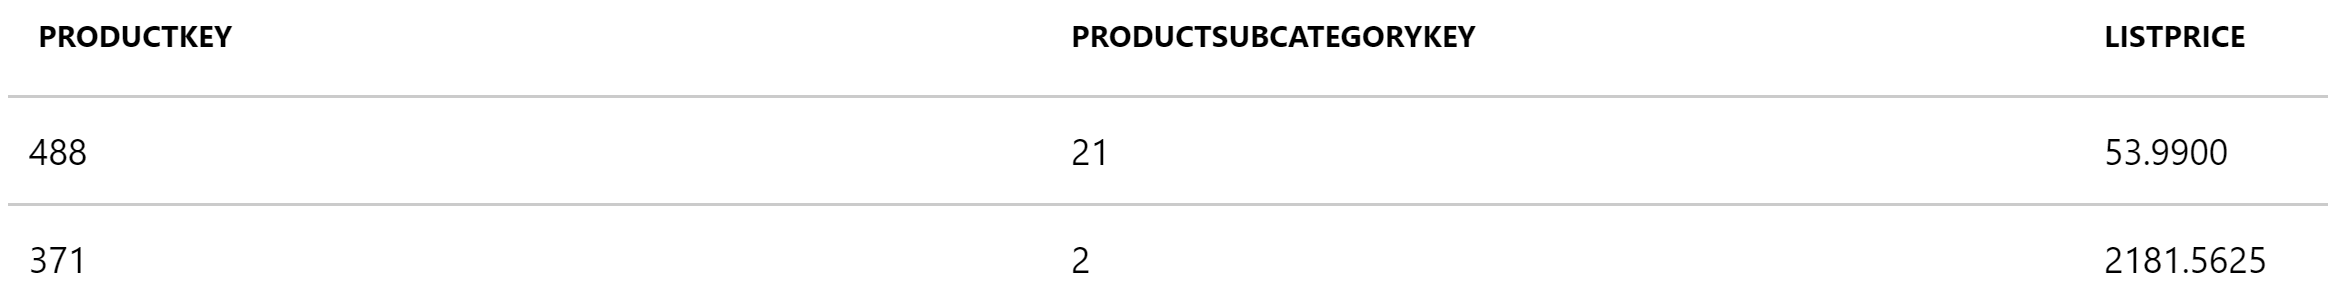 PRODUCTKEY PRODUCTSUBCATEGORYKEY LISTPRICE
488 21 53.9900
371 2 2181.5625